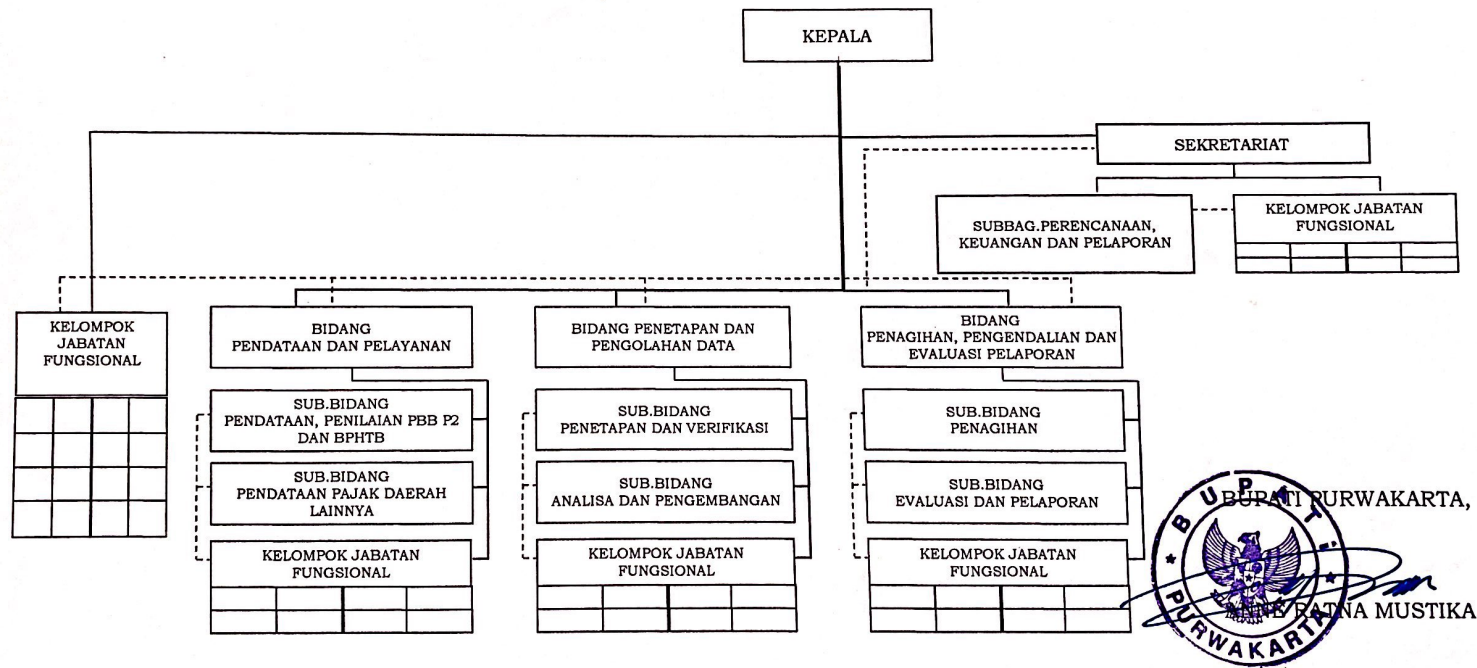 KEPALA
SEKRETARIAT
SUBBAG.PERENCANAAN,
KEUANGAN DAN PELAPORAN
KELOMPOK JABATAN
FUNGSIONAL
KELOMPOK
JABATAN
FUNGSIONAL
BIDANG
PENDATAAN DAN PELAYANAN
BIDANG PENETAPAN DAN
PENGOLAHAN DATA
BIDANG
PENAGIHAN, PENGENDALIAN DAN
EVALUASI PELAPORAN
SUB.BIDANG
PENDATAAN, PENILAIAN PBB P2
DAN BPHTB
SUB.BIDANG
PENETAPAN DAN VERIFIKASI
SUB.BIDANG
PENAGIHAN
SUB.BIDANG
PENDATAAN PAJAK DAERAH
LAINNYA
SUB.BIDANG
ANALISA DAN PENGEMBANGAN
SUB.BIDANG
EVALUASI DAN PELAPORAN
KELOMPOK JABATAN
FUNGSIONAL
KELOMPOK JABATAN
FUNGSIONAL
KELOMPOK JABATAN
FUNGSIONAL
BUPATI PURWAKARTA,
BUPATI
PURWAKARTA
ANNE RATNA MUSTIKA